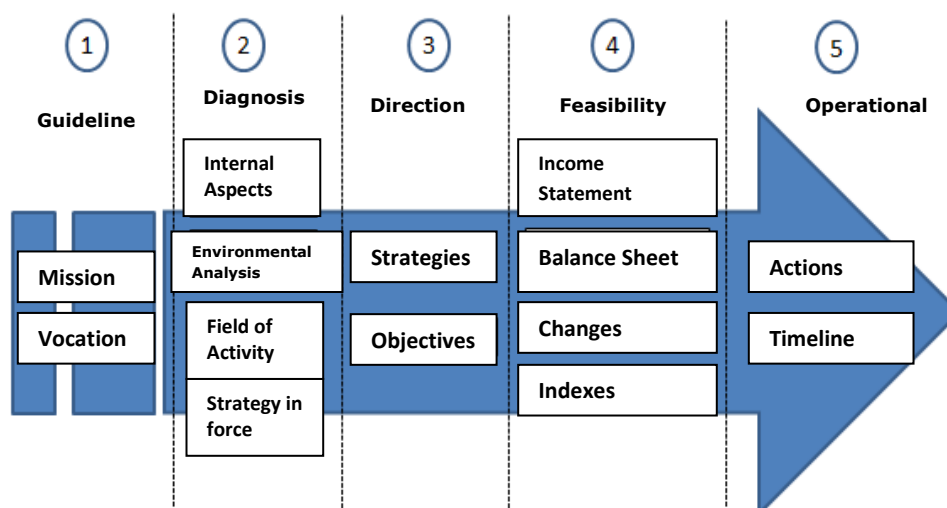 1
2
3
4
5
Guideline
Diagnosis
Direction
Feasibility
Operational
Mission
Vocation
Internal
Aspects
Environmental
Analysis
Field of
Activity
Strategy in
force
Strategies
Objectives
Income
Statement
Balance Sheet
Changes
Indexes
Actions
Timeline